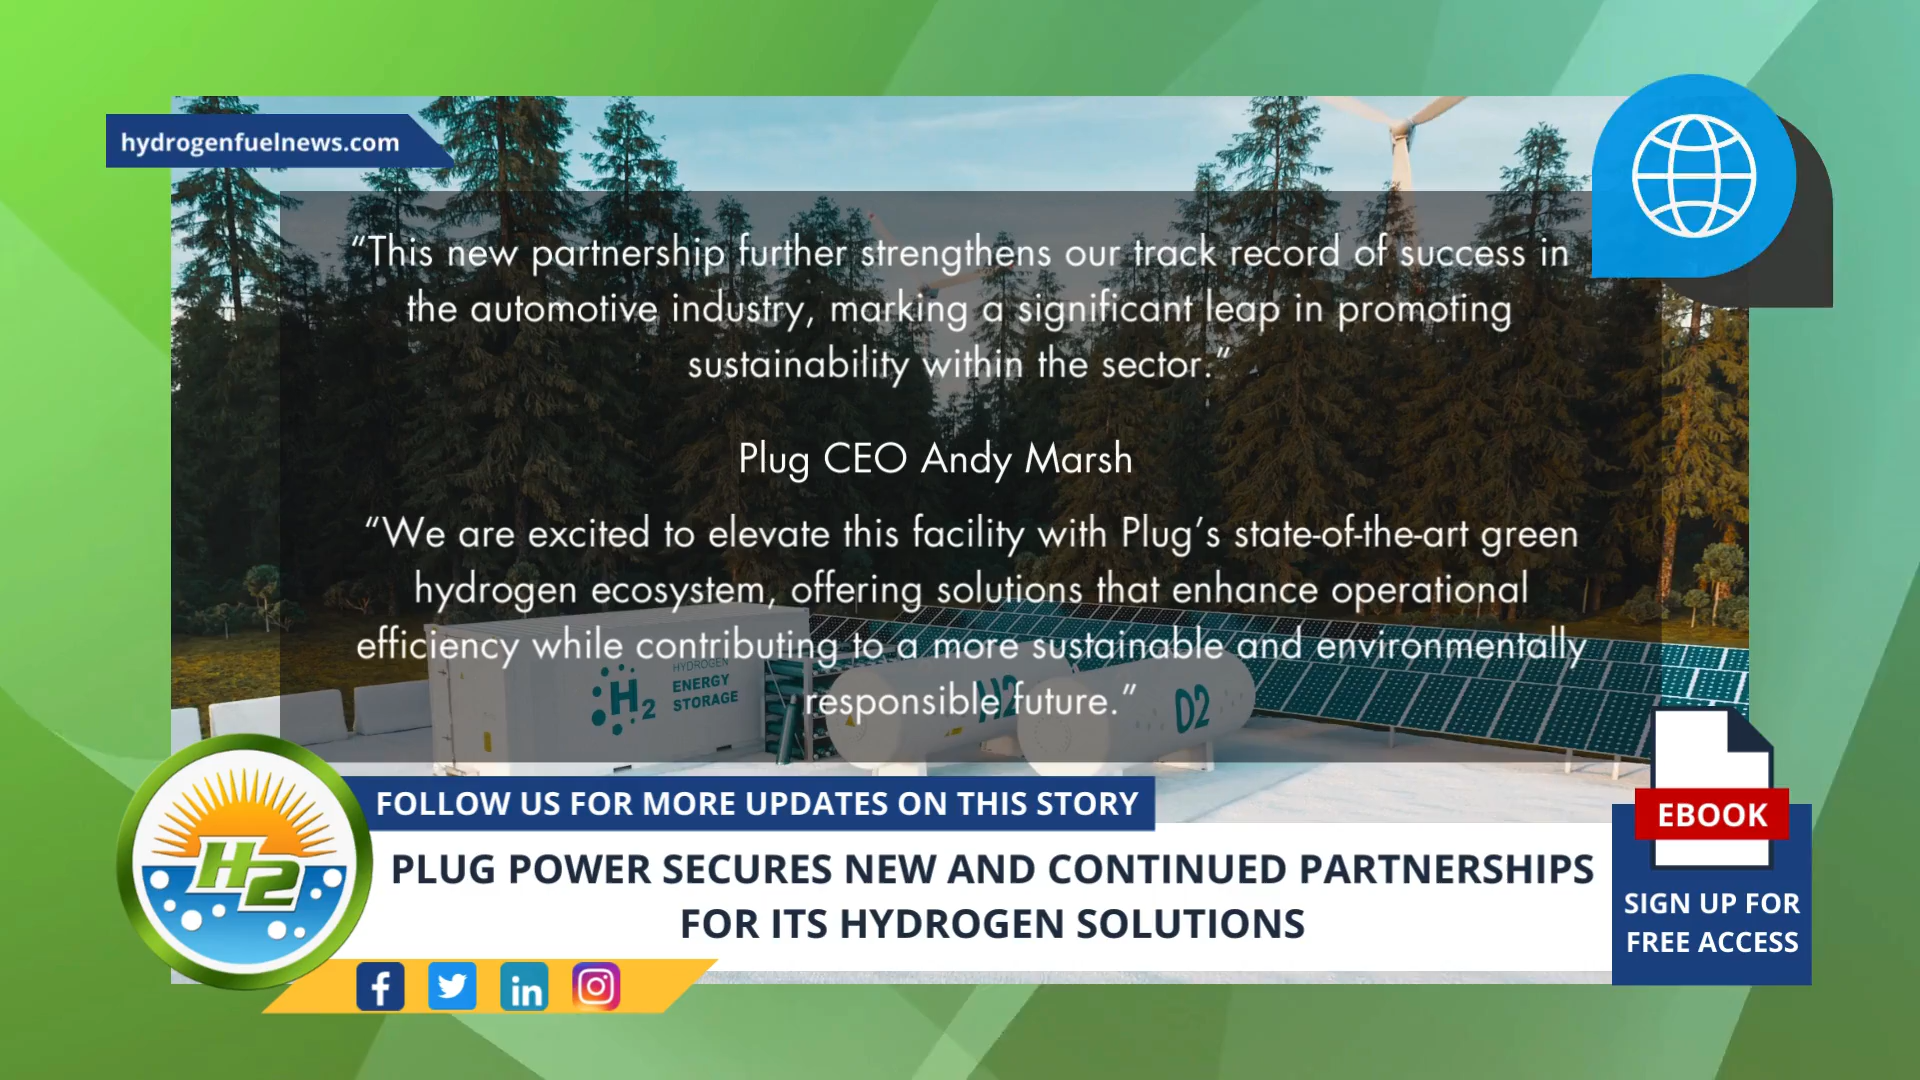 hydrogenfuelnews.com
“This new partnership further strengthens our track record of success in
the automotive industry, marking a significant leap in promoting
sustainability within the sector.”
Plug CEO Andy Marsh
“We are excited to elevate this facility with Plug’s state-of-the-art green
hydrogen ecosystem, offering solutions that enhance operational
efficiency while contributing to a more sustainable and environmentally
responsible future.”
H2
HYDROGEN
ENERGY
STORAGE
H2
D2
FOLLOW US FOR MORE UPDATES ON THIS STORY
PLUG POWER SECURES NEW AND CONTINUED PARTNERSHIPS
FOR ITS HYDROGEN SOLUTIONS
H2
EBOOK
SIGN UP FOR
FREE ACCESS